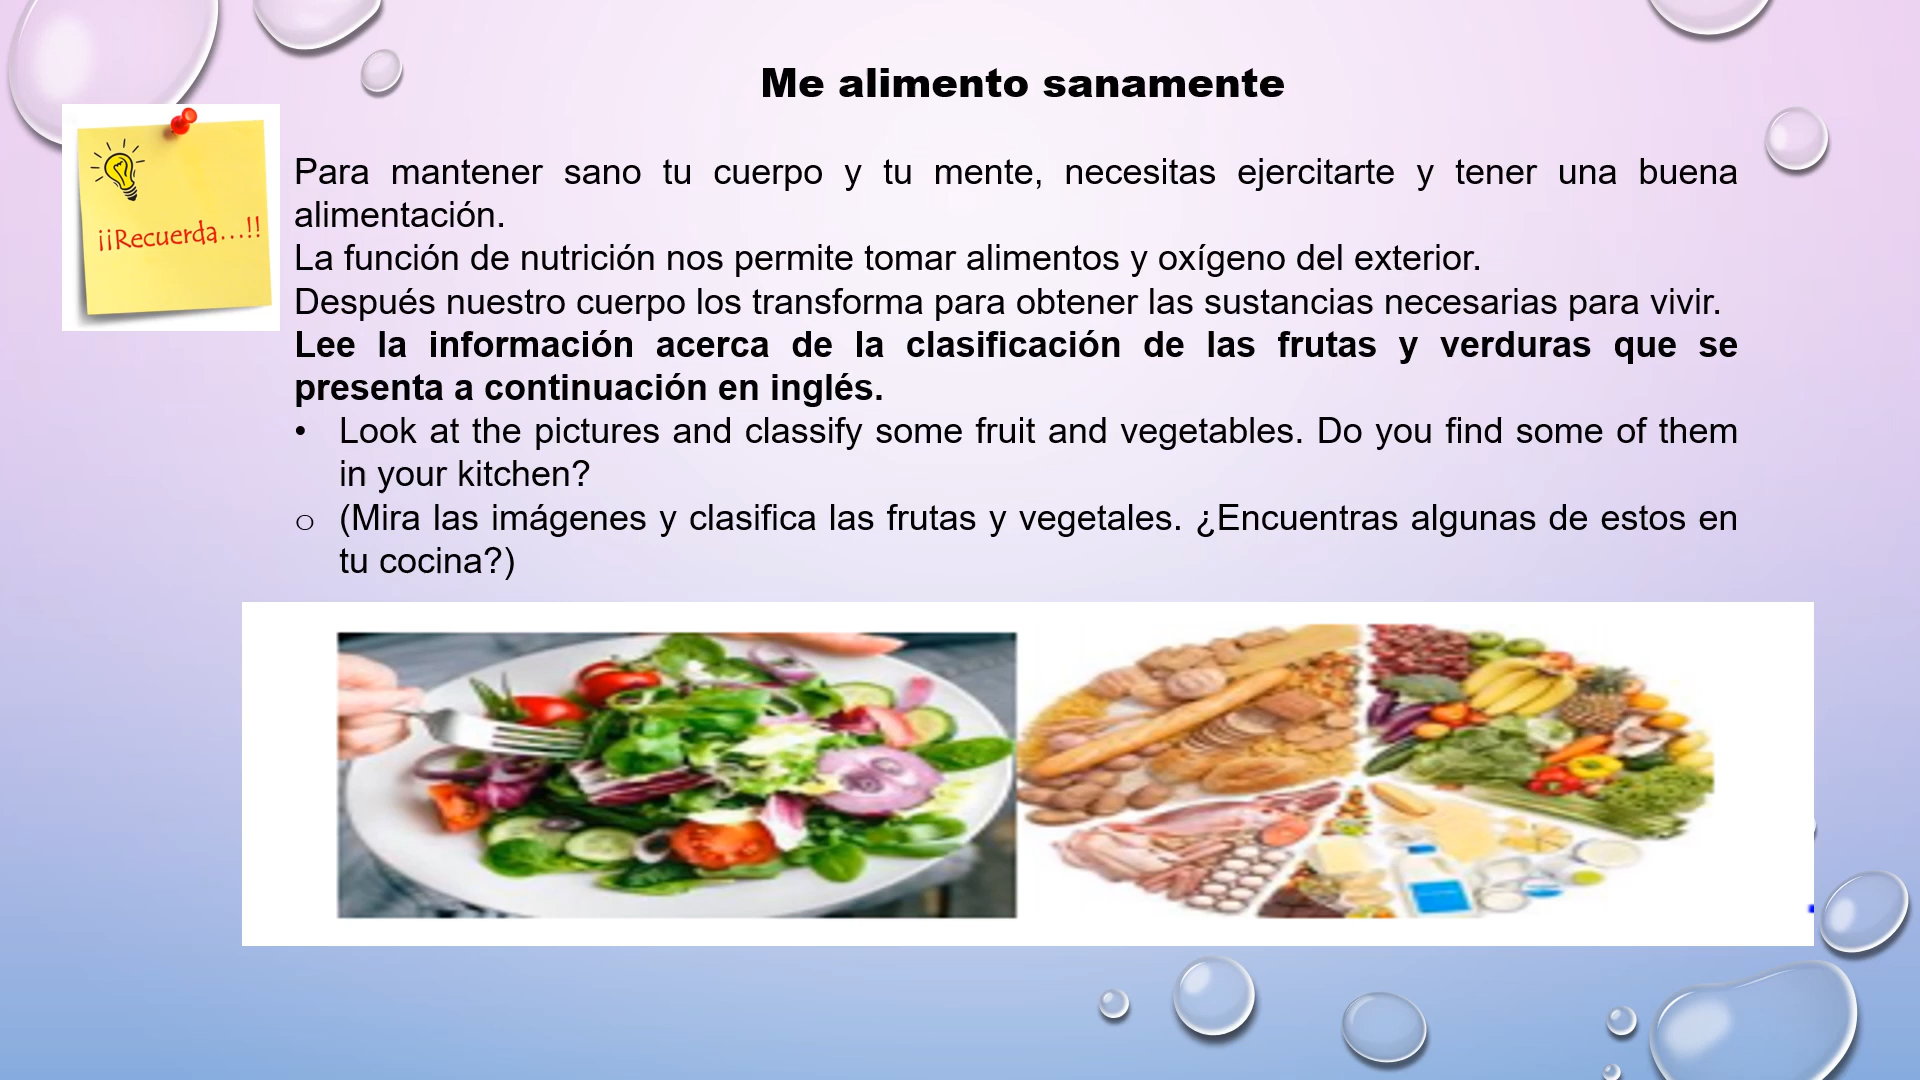 Me alimento sanamente
¡¡Recuerda...!!
Para mantener sano tu cuerpo y tu mente, necesitas ejercitarte y tener una buena
alimentación.
La función de nutrición nos permite tomar alimentos y oxígeno del exterior.
Después nuestro cuerpo los transforma para obtener las sustancias necesarias para vivir.
Lee la información acerca de la clasificación de las frutas y verduras que se
presenta a continuación en inglés.
• Look at the pictures and classify some fruit and vegetables. Do you find some of them
in your kitchen?
o (Mira las imágenes y clasifica las frutas y vegetales. ¿Encuentras algunas de estos en
tu cocina?)